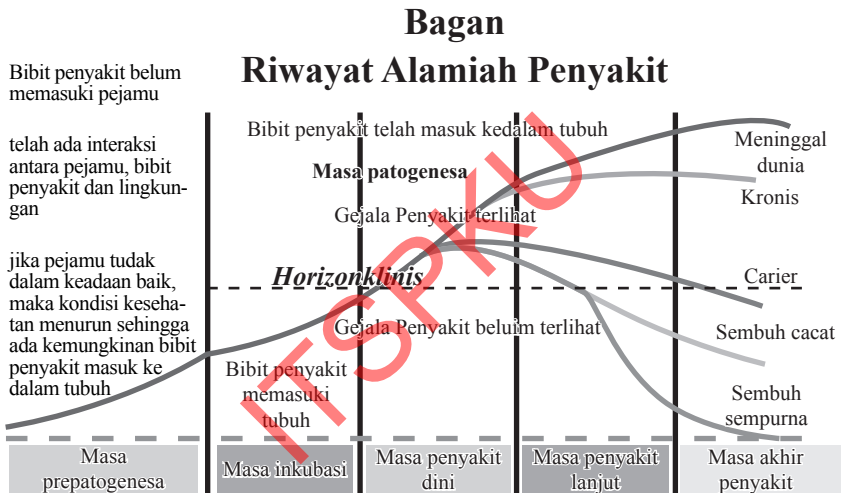 Bagan
Riwayat Alamiah Penyakit
Bibit penyakit belum
memasuki pejamu
telah ada interaksi
antara pejamu, bibit
penyakit dan lingkun-
gan
jika pejamu tudak
dalam keadaan baik,
maka kondisi keseha-
tan menurun sehingga
ada kemungkinan bibit
penyakit masuk ke
dalam tubuh
Bibit penyakit telah masuk kedalam tubuh
Masa patogenesa
Gejala Penyakit terlihat
Horizonklinis
Gejala Penyakit beluim terlihat
Bibit penyakit
memasuki
tubuh
Meninggal
dunia
Kronis
Carier
Sembuh cacat
Sembuh
sempurna
Masa
prepatogenesa
Masa inkubasi
Masa penyakit
dini
Masa penyakit
lanjut
Masa akhir
penyakit
ITSPKU